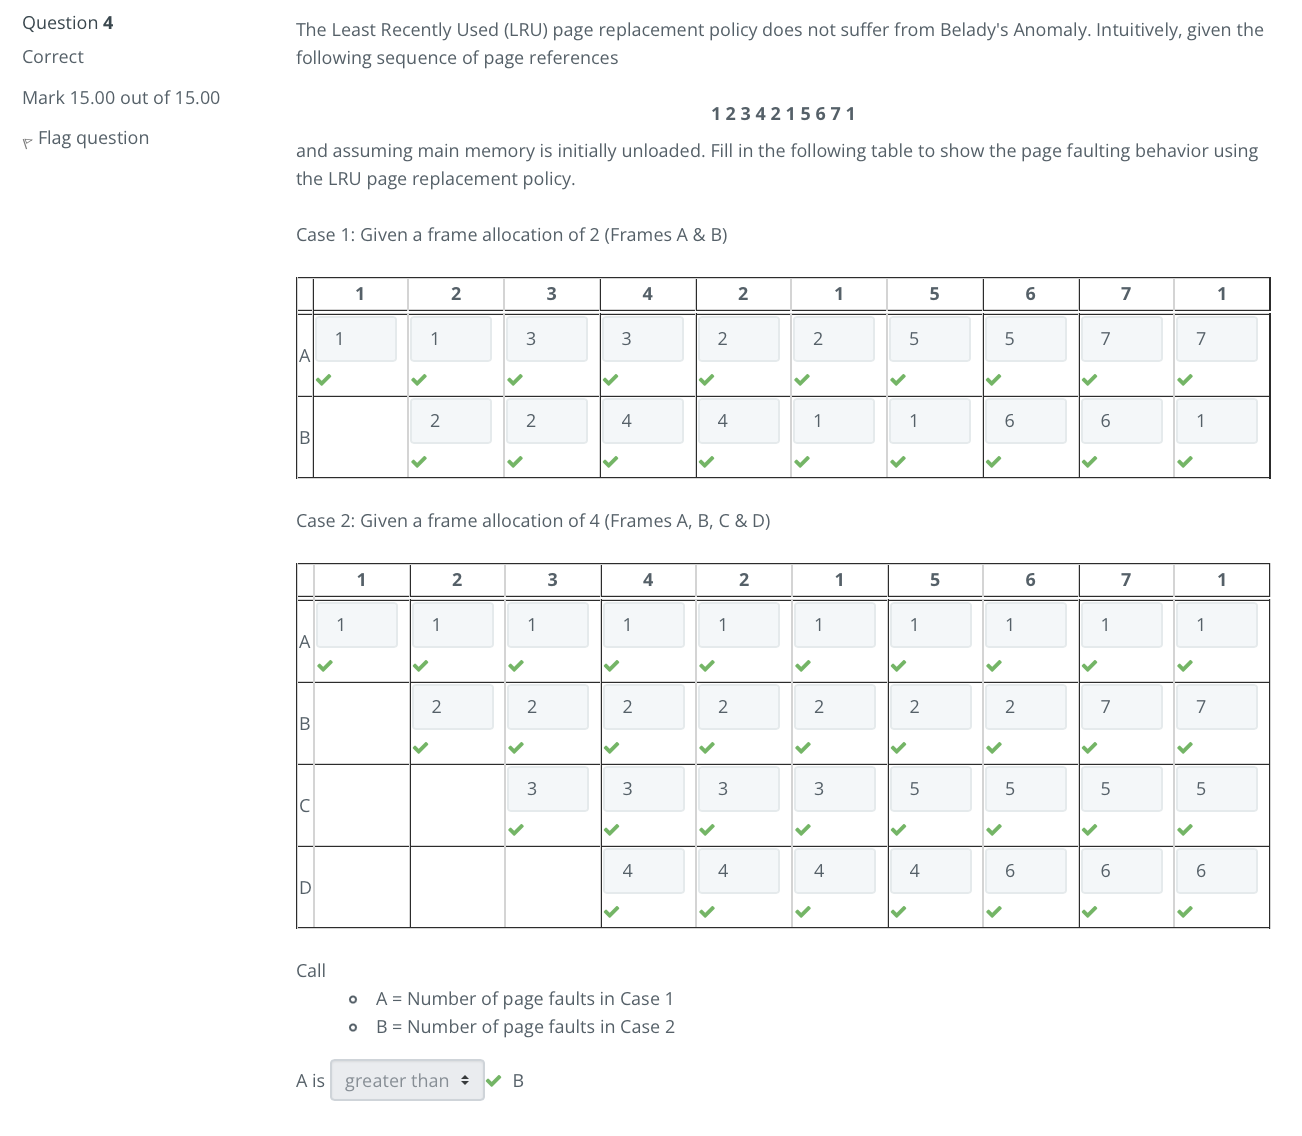 Question 4
Correct
Mark 15.00 out of 15.00
Flag question
The Least Recently Used (LRU) page replacement policy does not suffer from Belady's Anomaly. Intuitively, given the
following sequence of page references
1 2 3 4 2 1 5 6 7 1
and assuming main memory is initially unloaded. Fill in the following table to show the page faulting behavior using
the LRU page replacement policy.
Case 1: Given a frame allocation of 2 (Frames A & B)
1 2 3 4 2 1 5 6 7 1
A 1 1 3 3 2 2 5 5 7 7
B 2 2 4 4 1 1 6 6 1
Case 2: Given a frame allocation of 4 (Frames A, B, C & D)
1 2 3 4 2 1 5 6 7 1
A 1 1 1 1 1 1 1 1 1 1
B 2 2 2 2 2 2 2 7 7
C 3 3 3 3 5 5 5 5
D 4 4 4 4 6 6 6
Call
A = Number of page faults in Case 1
B = Number of page faults in Case 2
A is greater than B